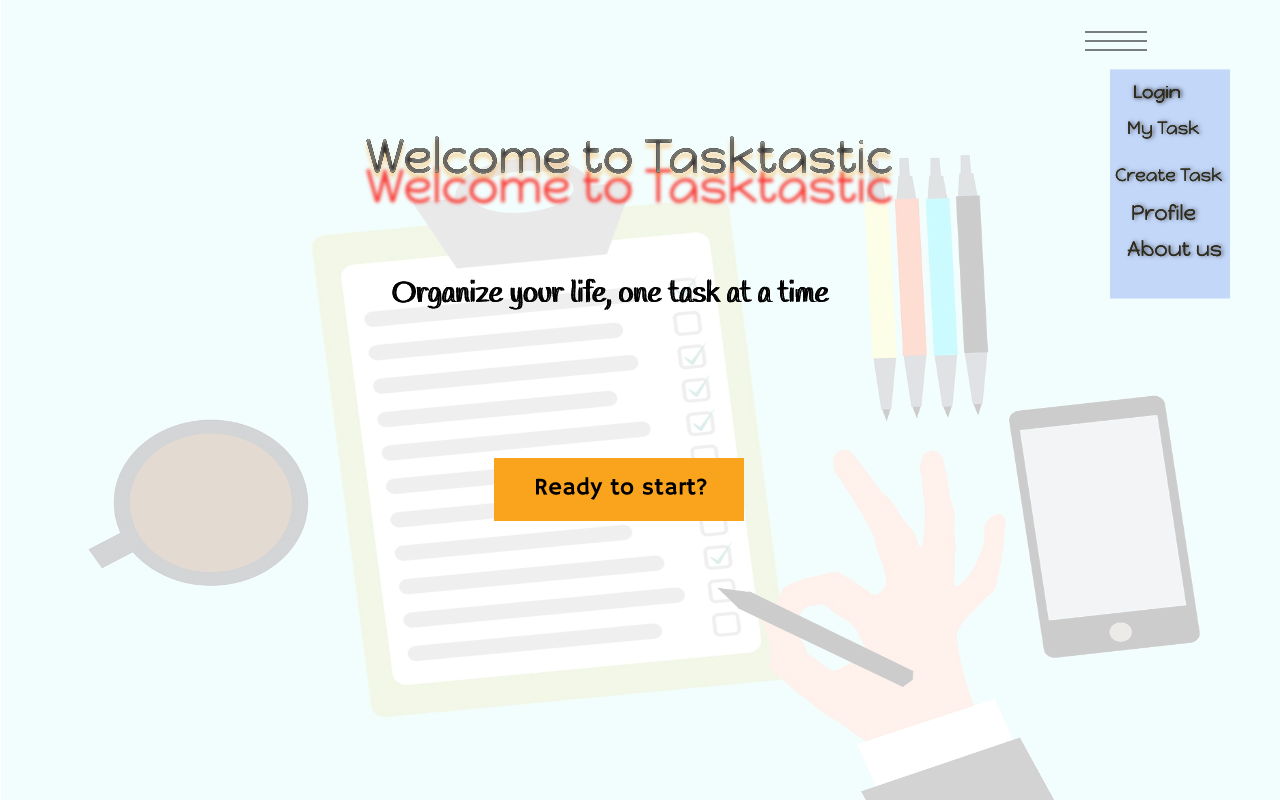 Login
Welcome to Tasktastic
Welcome to Tasktastic
My Task
Create Task
Profile
About us
Organize your life, one task at a time
Ready to start?